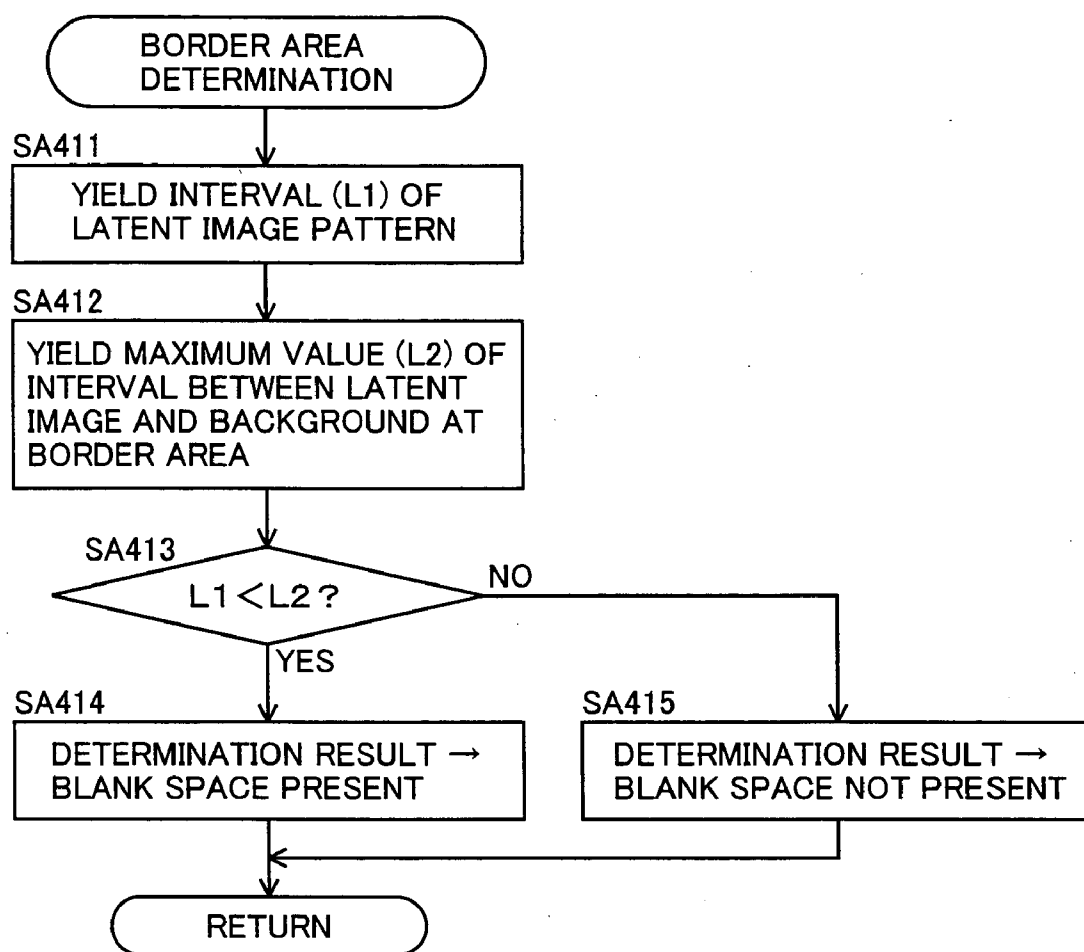 BORDER AREA
DETERMINATION
SA411
YIELD INTERVAL (L1) OF
LATENT IMAGE PATTERN
SA412
YIELD MAXIMUM VALUE (L2) OF
INTERVAL BETWEEN LATENT
IMAGE AND BACKGROUND AT
BORDER AREA
SA413
L1<L2?
NO
YES
SA414
DETERMINATION RESULT →
BLANK SPACE PRESENT
SA415
DETERMINATION RESULT →
BLANK SPACE NOT PRESENT
RETURN